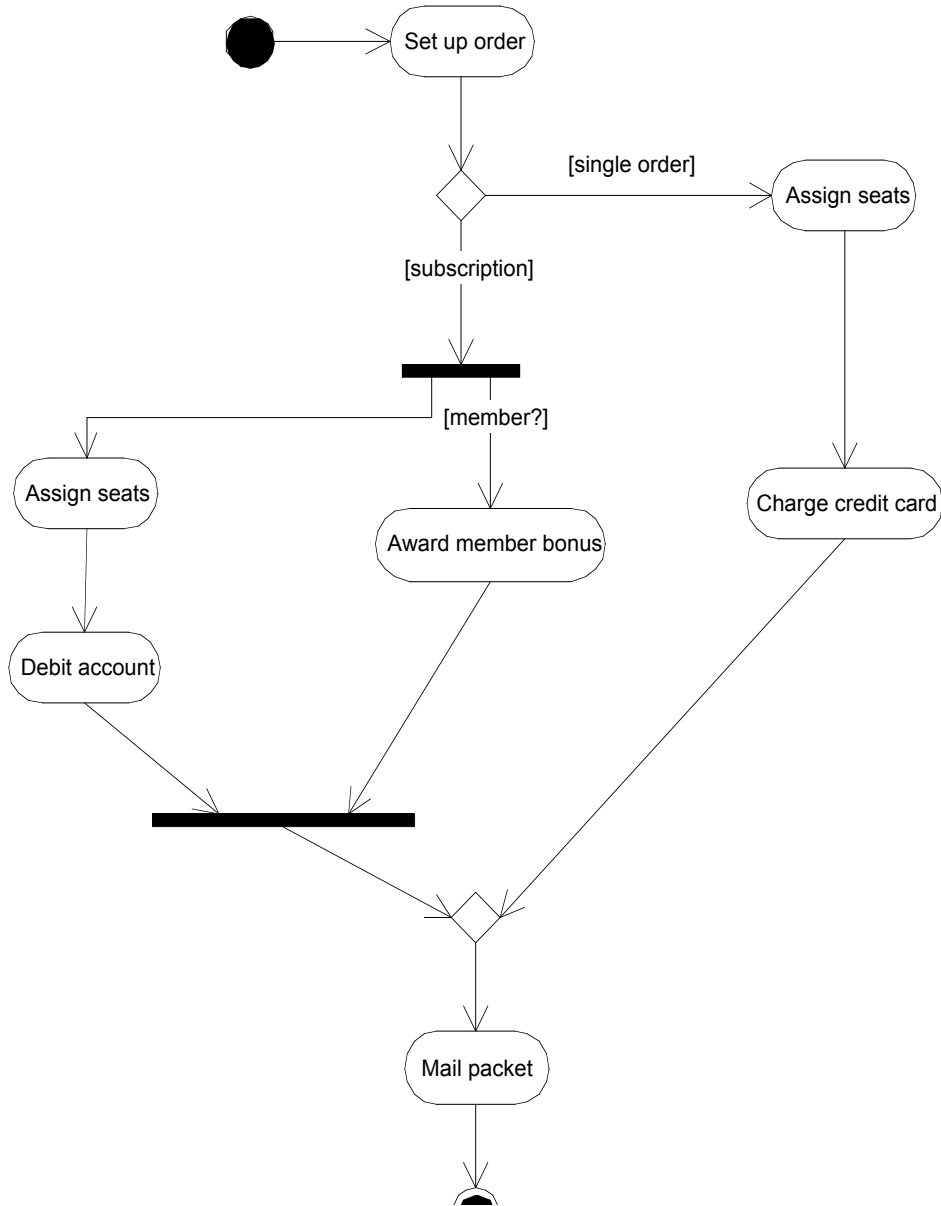 Set up order
[single order]
Assign seats
[subscription]
[member?]
Assign seats
Award member bonus
Charge credit card
Debit account
Mail packet